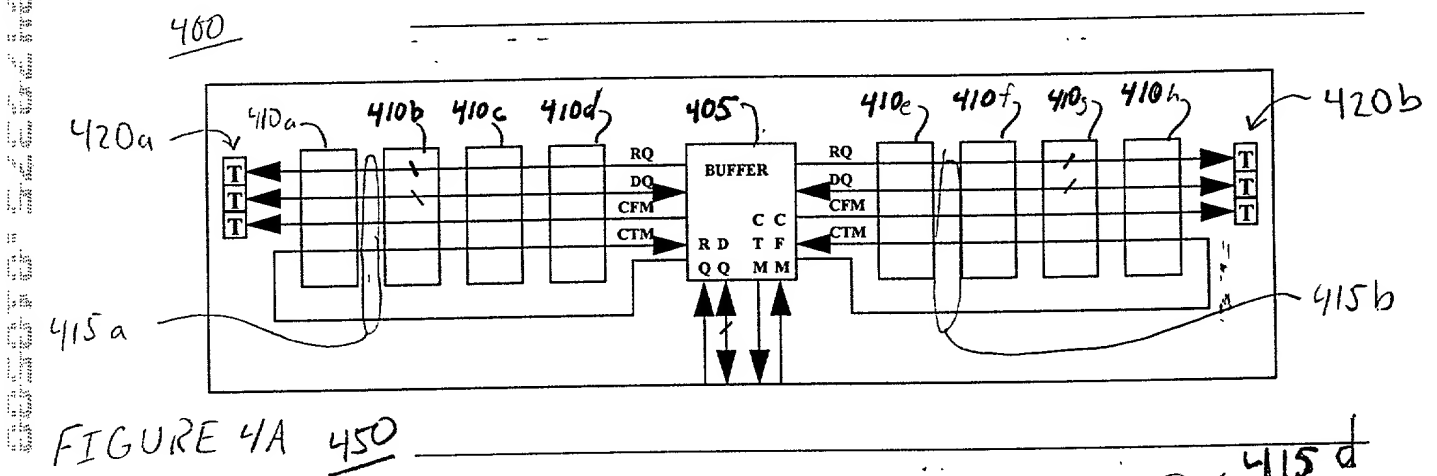 400
420a
410a
410b
410c
410d
405
410e
410f
410g
410h
420b
T
T
T
RQ
DQ
CFM
CTM
BUFFER
RQ
DQ
CFM
CTM
T
T
T
C C
R D T F
Q Q M M
415a
415b
FIGURE 4A
450
415d